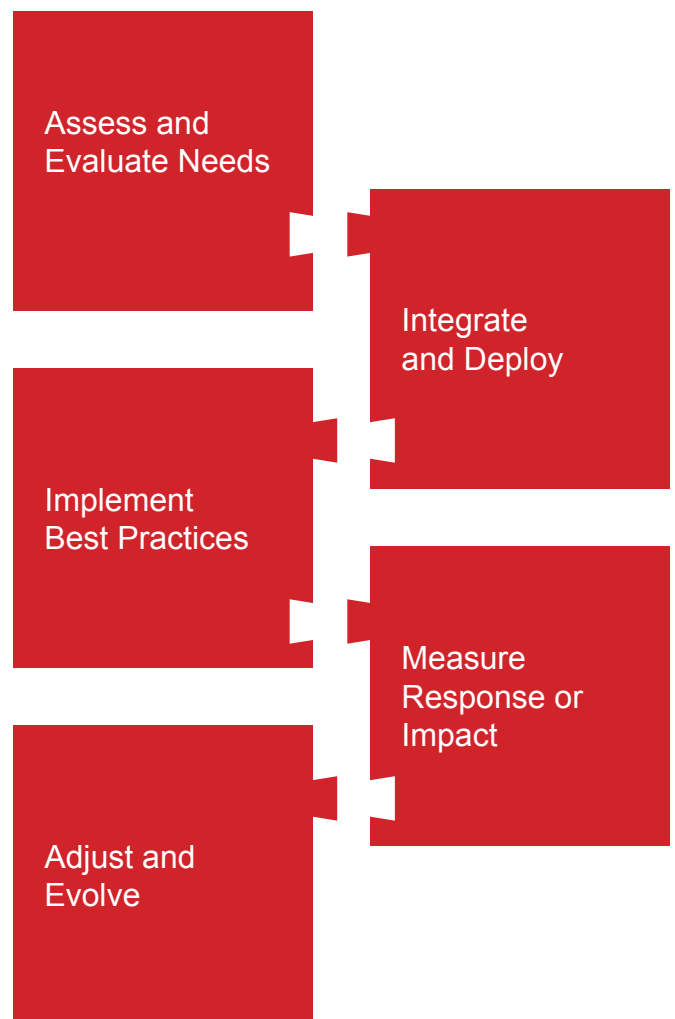 Assess and
Evaluate Needs
Integrate
and Deploy
Implement
Best Practices
Measure
Response or
Impact
Adjust and
Evolve